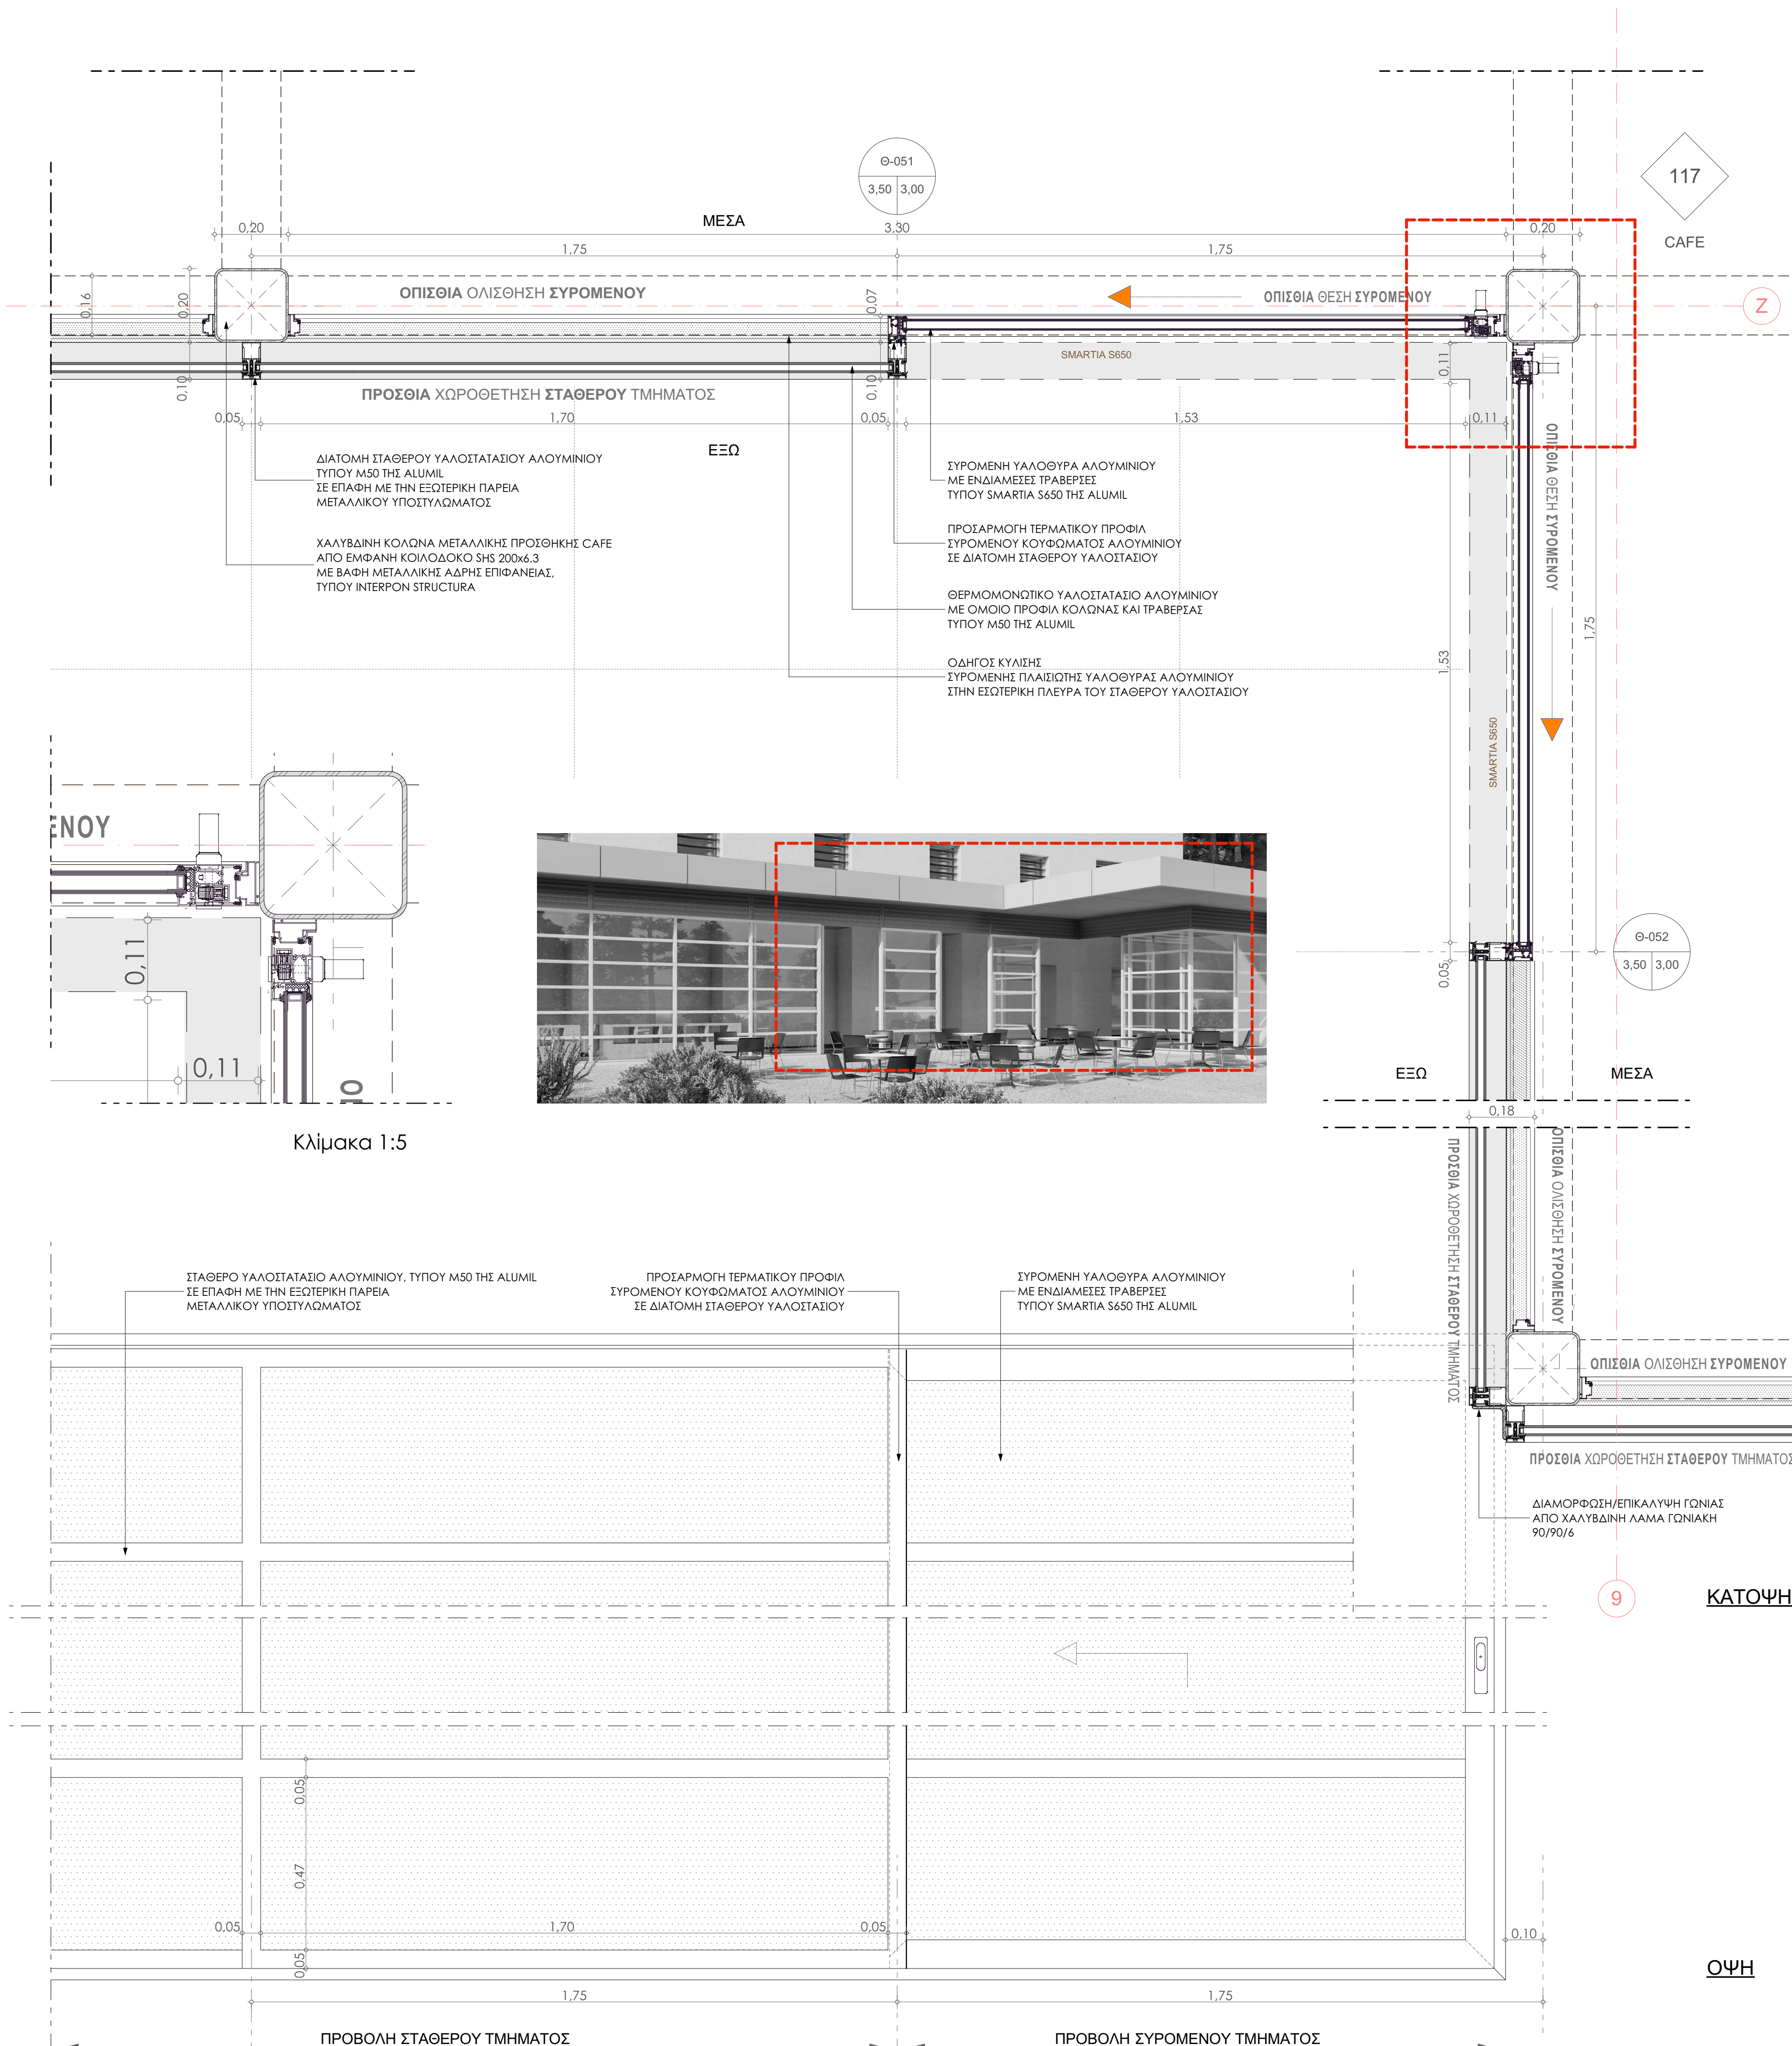 Θ-051
3,50 3,00
117
CAFE
ΜΕΣΑ
0,20
3,30
0,20
1,75
1,75
0,16
0,20
ΟΠΙΣΘΙΑ ΟΛΙΣΘΗΣΗ ΣΥΡΟΜΕΝΟΥ
0,07
ΟΠΙΣΘΙΑ ΘΕΣΗ ΣΥΡΟΜΕΝΟΥ
Z
SMARTIA S650
0,11
0,10
ΠΡΟΣΘΙΑ ΧΩΡΟΘΕΤΗΣΗ ΣΤΑΘΕΡΟΥ ΤΜΗΜΑΤΟΣ
0,10
0,05
1,70
0,05
1,53
0,11
ΕΞΩ
ΔΙΑΤΟΜΗ ΣΤΑΘΕΡΟΥ ΥΑΛΟΣΤΑΤΑΣΙΟΥ ΑΛΟΥΜΙΝΙΟΥ
ΤΥΠΟΥ Μ50 ΤΗΣ ALUMIL
ΣΕ ΕΠΑΦΗ ΜΕ ΤΗΝ ΕΞΩΤΕΡΙΚΗ ΠΑΡΕΙΑ
ΜΕΤΑΛΛΙΚΟΥ ΥΠΟΣΤΥΛΩΜΑΤΟΣ
ΧΑΛΥΒΔΙΝΗ ΚΟΛΩΝΑ ΜΕΤΑΛΛΙΚΗΣ ΠΡΟΣΘΗΚΗΣ CAFE
ΑΠΟ ΕΜΦΑΝΗ ΚΟΙΛΟΔΟΚΟ SHS 200x6.3
ΜΕ ΒΑΦΗ ΜΕΤΑΛΛΙΚΗΣ ΑΔΡΗΣ ΕΠΙΦΑΝΕΙΑΣ,
ΤΥΠΟΥ INTERPON STRUCTURA
ΣΥΡΟΜΕΝΗ ΥΑΛΟΘΥΡΑ ΑΛΟΥΜΙΝΙΟΥ
ΜΕ ΕΝΔΙΑΜΕΣΕΣ ΤΡΑΒΕΡΣΕΣ
ΤΥΠΟΥ SMARTIA S650 ΤΗΣ ALUMIL
ΠΡΟΣΑΡΜΟΓΗ ΤΕΡΜΑΤΙΚΟΥ ΠΡΟΦΙΛ
ΣΥΡΟΜΕΝΟΥ ΚΟΥΦΩΜΑΤΟΣ ΑΛΟΥΜΙΝΙΟΥ
ΣΕ ΔΙΑΤΟΜΗ ΣΤΑΘΕΡΟΥ ΥΑΛΟΣΤΑΣΙΟΥ
ΘΕΡΜΟΜΟΝΩΤΙΚΟ ΥΑΛΟΣΤΑΤΑΣΙΟ ΑΛΟΥΜΙΝΙΟΥ
ΜΕ ΟΜΟΙΟ ΠΡΟΦΙΛ ΚΟΛΩΝΑΣ ΚΑΙ ΤΡΑΒΕΡΣΑΣ
ΤΥΠΟΥ Μ50 ΤΗΣ ALUMIL
ΟΔΗΓΟΣ ΚΥΛΙΣΗΣ
ΣΥΡΟΜΕΝΗΣ ΠΛΑΙΣΙΩΤΗΣ ΥΑΛΟΘΥΡΑΣ ΑΛΟΥΜΙΝΙΟΥ
ΣΤΗΝ ΕΣΩΤΕΡΙΚΗ ΠΛΕΥΡΑ ΤΟΥ ΣΤΑΘΕΡΟΥ ΥΑΛΟΣΤΑΣΙΟΥ
ΟΠΙΣΘΙΑ ΘΕΣΗ ΣΥΡΟΜΕΝΟΥ
1,75
1,53
SMARTIA S650
0,05
Θ-052
3,50 3,00
ΕΞΩ
ΜΕΣΑ
0,18
ΕΝΟΥ
0,11
0,11
ΙΟ
Κλίμακα 1:5
ΠΡΟΣΘΙΑ ΧΩΡΟΘΕΤΗΣΗ ΣΤΑΘΕΡΟΥ ΤΜΗΜΑΤΟΣ
ΟΠΙΣΘΙΑ ΟΛΙΣΘΗΣΗ ΣΥΡΟΜΕΝΟΥ
ΟΠΙΣΘΙΑ ΟΛΙΣΘΗΣΗ ΣΥΡΟΜΕΝΟΥ
ΠΡΟΣΘΙΑ ΧΩΡΟΘΕΤΗΣΗ ΣΤΑΘΕΡΟΥ ΤΜΗΜΑΤΟΣ
ΔΙΑΜΟΡΦΩΣΗ/ΕΠΙΚΑΛΥΨΗ ΓΩΝΙΑΣ
ΑΠΟ ΧΑΛΥΒΔΙΝΗ ΛΑΜΑ ΓΩΝΙΑΚΗ
90/90/6
9
ΚΑΤΟΨΗ
ΣΤΑΘΕΡΟ ΥΑΛΟΣΤΑΤΑΣΙΟ ΑΛΟΥΜΙΝΙΟΥ, ΤΥΠΟΥ Μ50 ΤΗΣ ALUMIL
ΣΕ ΕΠΑΦΗ ΜΕ ΤΗΝ ΕΞΩΤΕΡΙΚΗ ΠΑΡΕΙΑ
ΜΕΤΑΛΛΙΚΟΥ ΥΠΟΣΤΥΛΩΜΑΤΟΣ
ΠΡΟΣΑΡΜΟΓΗ ΤΕΡΜΑΤΙΚΟΥ ΠΡΟΦΙΛ
ΣΥΡΟΜΕΝΟΥ ΚΟΥΦΩΜΑΤΟΣ ΑΛΟΥΜΙΝΙΟΥ
ΣΕ ΔΙΑΤΟΜΗ ΣΤΑΘΕΡΟΥ ΥΑΛΟΣΤΑΣΙΟΥ
ΣΥΡΟΜΕΝΗ ΥΑΛΟΘΥΡΑ ΑΛΟΥΜΙΝΙΟΥ
ΜΕ ΕΝΔΙΑΜΕΣΕΣ ΤΡΑΒΕΡΣΕΣ
ΤΥΠΟΥ SMARTIA S650 ΤΗΣ ALUMIL
0,05
0,47
0,05
0,05
1,70
0,05
0,10
1,75
1,75
ΟΨΗ
ΠΡΟΒΟΛΗ ΣΤΑΘΕΡΟΥ ΤΜΗΜΑΤΟΣ
ΠΡΟΒΟΛΗ ΣΥΡΟΜΕΝΟΥ ΤΜΗΜΑΤΟΣ